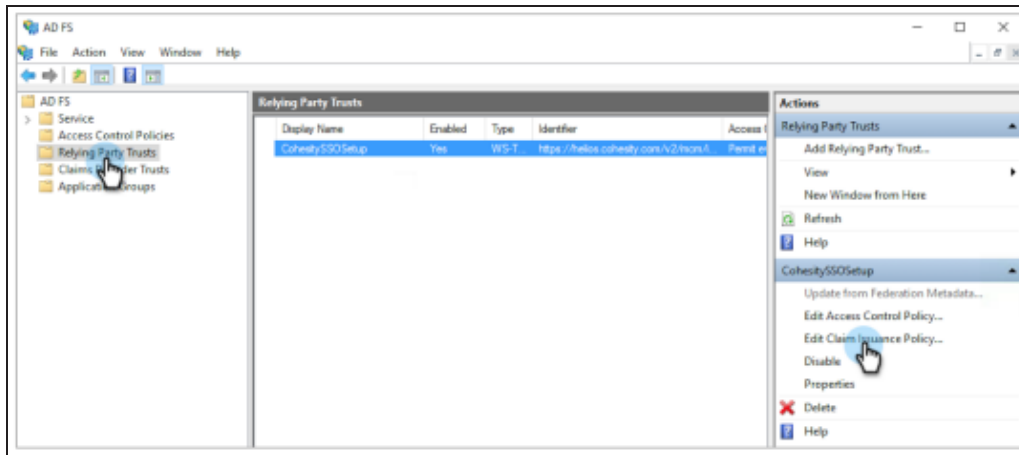 AD FS
File Action View Window Help
AD FS
Service
Access Control Policies
Relying Party Trusts
Claims Provider Trusts
Application Groups
Relying Party Trusts
Display Name Enabled Type Identifier Access
CohesitySSOSetup Yes WS-T... https://helios.cohesity.com/v2/mcm/i... Permit
Actions
Relying Party Trusts
Add Relying Party Trust...
View
New Window from Here
Refresh
Help
CohesitySSOSetup
Update from Federation Metadata...
Edit Access Control Policy...
Edit Claim Issuance Policy...
Disable
Properties
Delete
Help